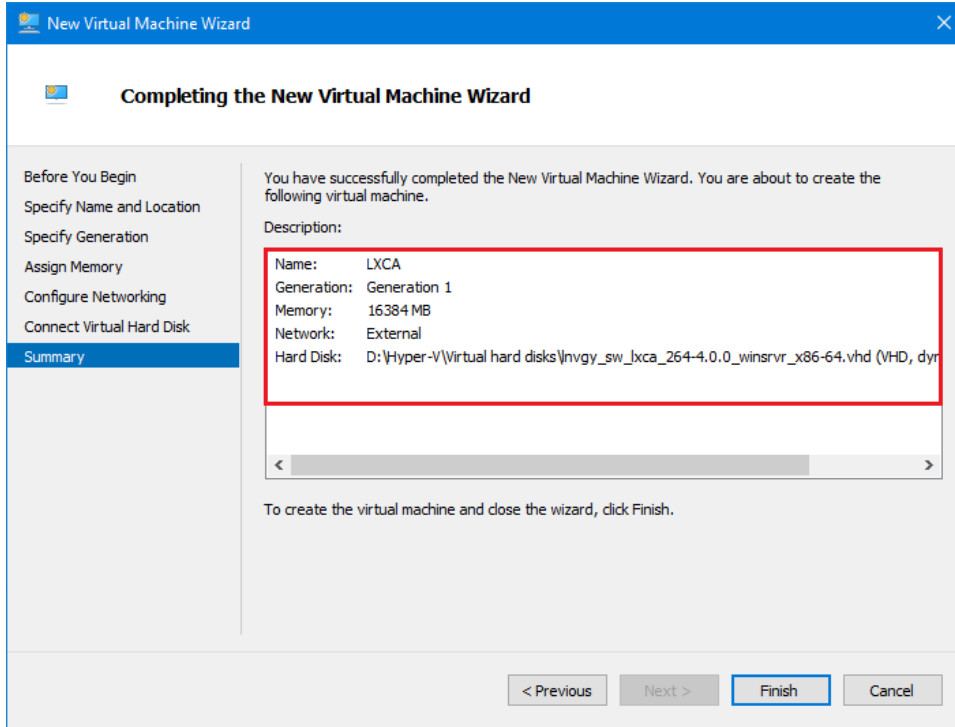 New Virtual Machine Wizard
Completing the New Virtual Machine Wizard
Before You Begin
Specify Name and Location
Specify Generation
Assign Memory
Configure Networking
Connect Virtual Hard Disk
Summary
You have successfully completed the New Virtual Machine Wizard. You are about to create the
following virtual machine.
Description:
Name: LXCA
Generation: Generation 1
Memory: 16384 MB
Network: External
Hard Disk: D:\Hyper-V\Virtual hard disks\lnvgy_sw_lxca_264-4.0.0_winsrvr_x86-64.vhd (VHD, dyn
To create the virtual machine and close the wizard, click Finish.
< Previous
Next >
Finish
Cancel